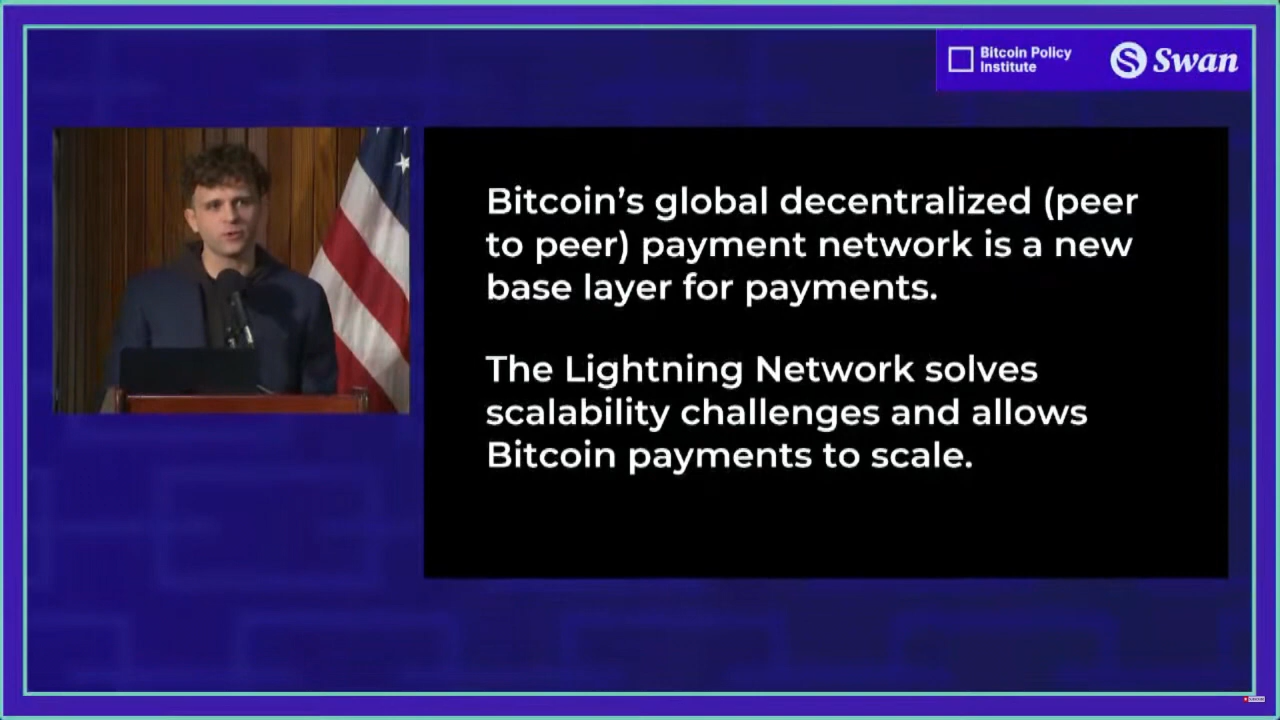 Bitcoin Policy
Institute
Swan
Bitcoin’s global decentralized (peer
to peer) payment network is a new
base layer for payments.
The Lightning Network solves
scalability challenges and allows
Bitcoin payments to scale.